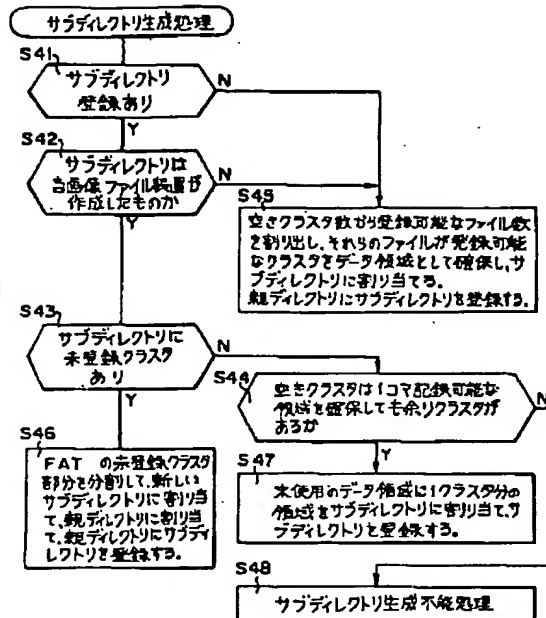 サブディレクトリ生成処理
S41
サブディレクトリ
登録あり
N
Y
S42
サブディレクトリは
当画像ファイル装置が
作成したものか
N
Y
S45
空きクラスタ数から登録可能なファイル数
を割り出し、それらのファイルが登録可能
なクラスタをデータ領域として確保し、サ
ブディレクトリに割り当てる。
親ディレクトリにサブディレクトリを登録する。
S43
サブディレクトリに
未登録クラスタ
あり
N
Y
S44
空きクラスタは1コマ記録可能な
領域を確保しても余りクラスタが
あるか
N
Y
S46
FATの未登録クラスタ
部分を分割して、新しい
サブディレクトリに割り当
て、親ディレクトリに割り当
て、親ディレクトリにサブディ
レクトリを登録する。
S47
未使用のデータ領域に1クラスタ分の
領域をサブディレクトリに割り当て、サ
ブディレクトリを登録する。
S48
サブディレクトリ生成不能処理